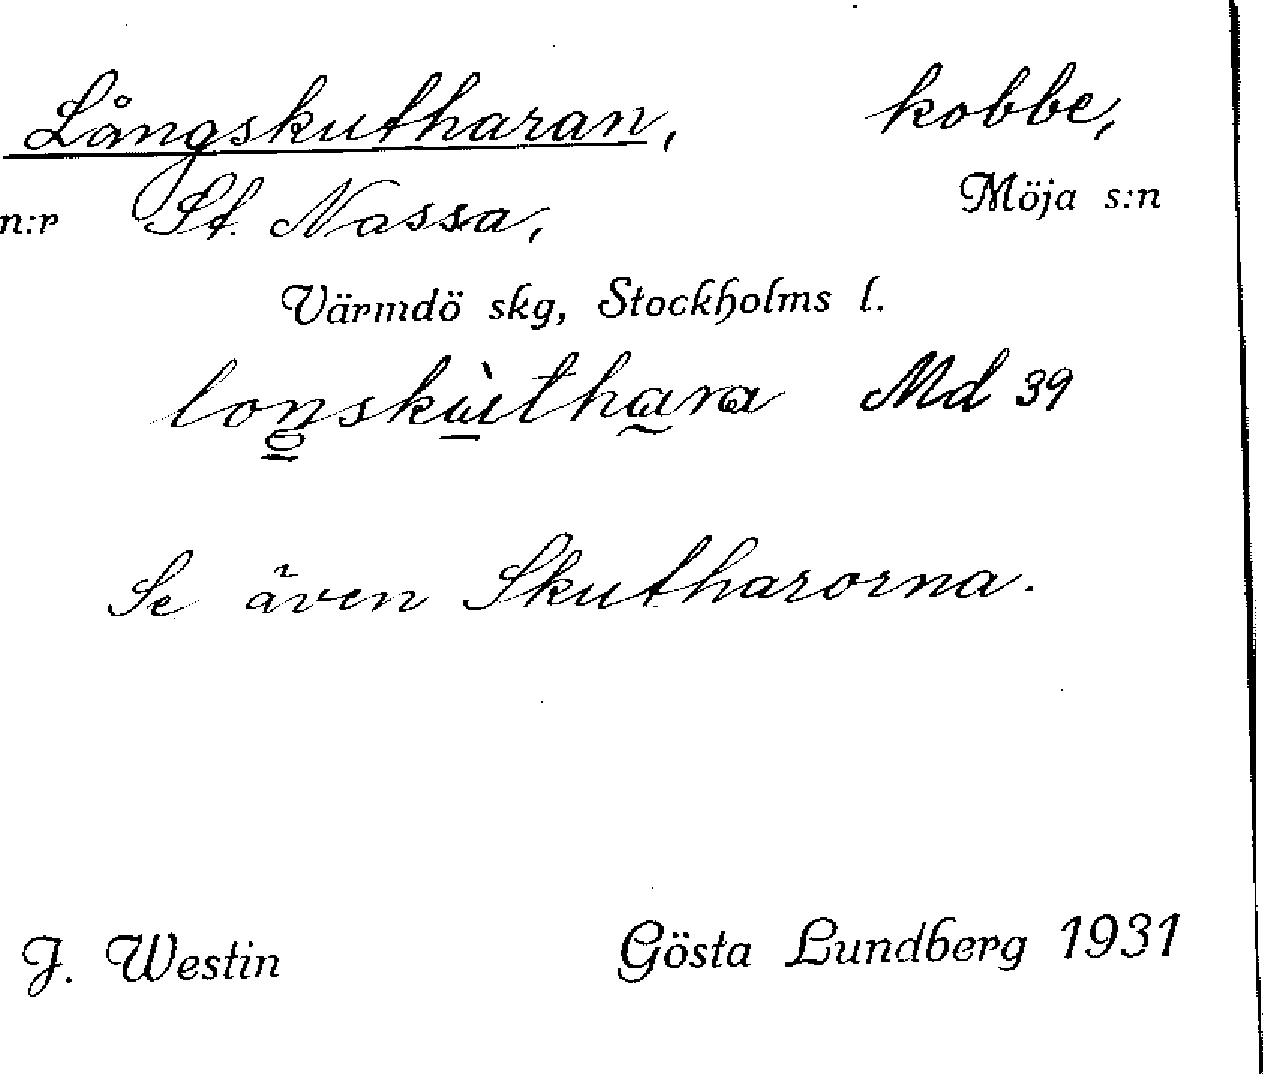 Långskutharan, kobbe,
n:r St. Nassa, Möja s:n
Värmdö skg, Stockholms l.
loŋskùthara Md 39
Se även Skutharorna.
J. Westin Gösta Lundberg 1931